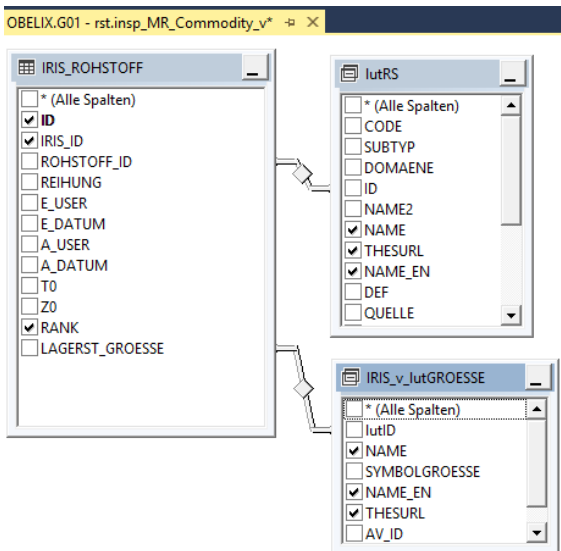 OBELIX.G01 - rst.insp_MR_Commodity_v*
IRIS_ROHSTOFF
* (Alle Spalten)
ID
IRIS_ID
ROHSTOFF_ID
REIHUNG
E_USER
E_DATUM
A_USER
A_DATUM
T0
Z0
RANK
LAGERST_GROESSE
lutRS
* (Alle Spalten)
CODE
SUBTYP
DOMAENE
ID
NAME2
NAME
THESURL
NAME_EN
DEF
QUELLE
IRIS_v_lutGROESSE
* (Alle Spalten)
lutID
NAME
SYMBOLGROESSE
NAME_EN
THESURL
AV_ID